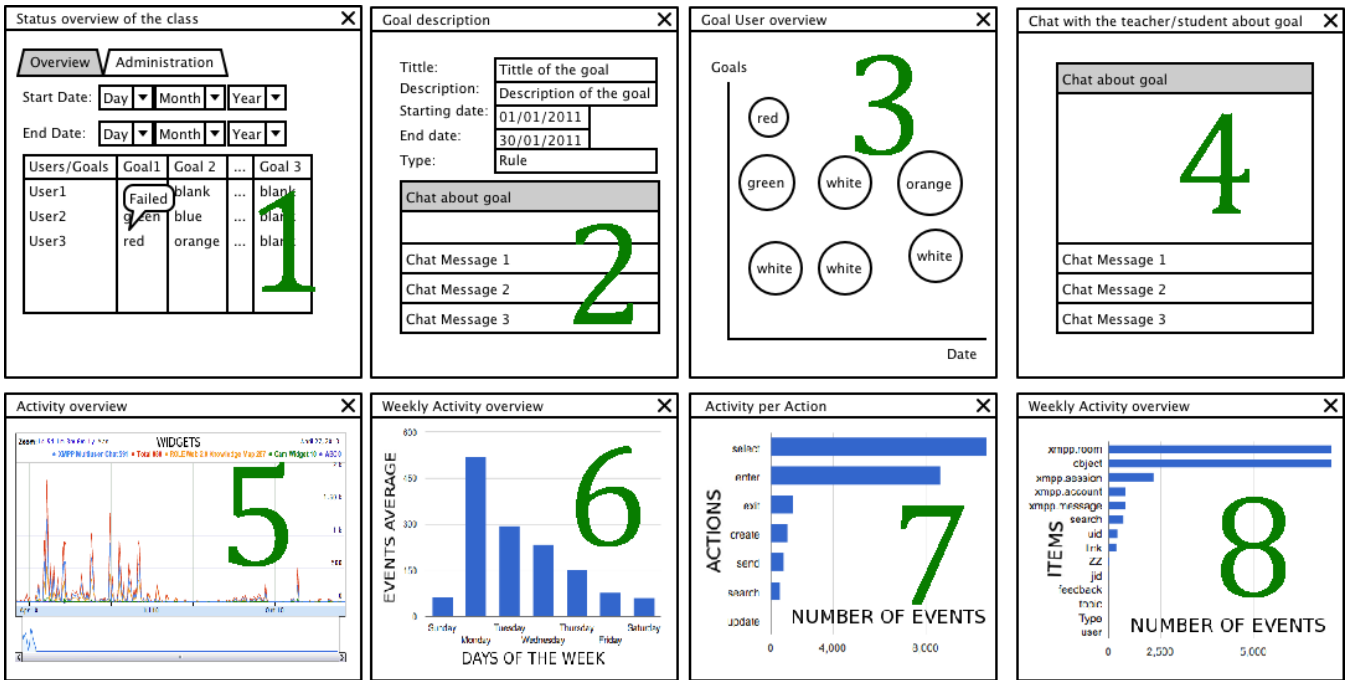 Status overview of the class
Overview
Administration
Start Date: Day Month Year
End Date: Day Month Year
Users/Goals Goal1 Goal 2 ... Goal 3
User1 blank ... blank
Failed
User2 green blue ... blank
User3 red orange ... blank
1
Goal description
Tittle: Tittle of the goal
Description: Description of the goal
Starting date: 01/01/2011
End date: 30/01/2011
Type: Rule
Chat about goal
Chat Message 1
Chat Message 2
Chat Message 3
2
Goal User overview
Goals
red
green white orange
white white white
Date
3
Chat with the teacher/student about goal
Chat about goal
Chat Message 1
Chat Message 2
Chat Message 3
4
Activity overview
WIDGETS
5
Weekly Activity overview
EVENTS AVERAGE
600
450
300
150
0
Sunday
Monday
Tuesday
Wednesday
Thursday
Friday
Saturday
DAYS OF THE WEEK
6
Activity per Action
ACTIONS
select
enter
exit
create
send
search
update
NUMBER OF EVENTS
0 4,000 8,000
7
Weekly Activity overview
ITEMS
xmpp.room
object
xmpp.session
xmpp.account
xmpp.message
search
uid
link
ZZ
jid
feedback
topic
Type
user
NUMBER OF EVENTS
0 2,500 5,000
8